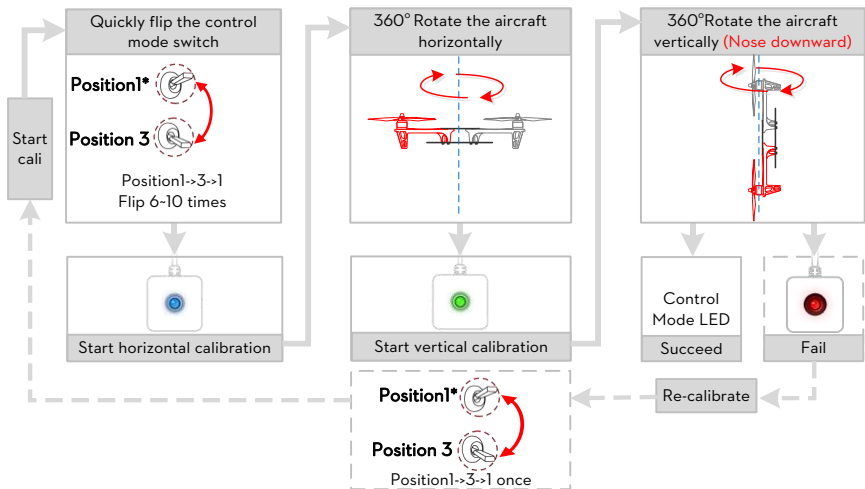 Start
cali
Quickly flip the control
mode switch
Position1*
Position 3
Position1->3->1
Flip 6~10 times
Start horizontal calibration
360° Rotate the aircraft
horizontally
Start vertical calibration
360°Rotate the aircraft
vertically (Nose downward)
Control
Mode LED
Succeed
Fail
Re-calibrate
Position1*
Position 3
Position1->3->1 once